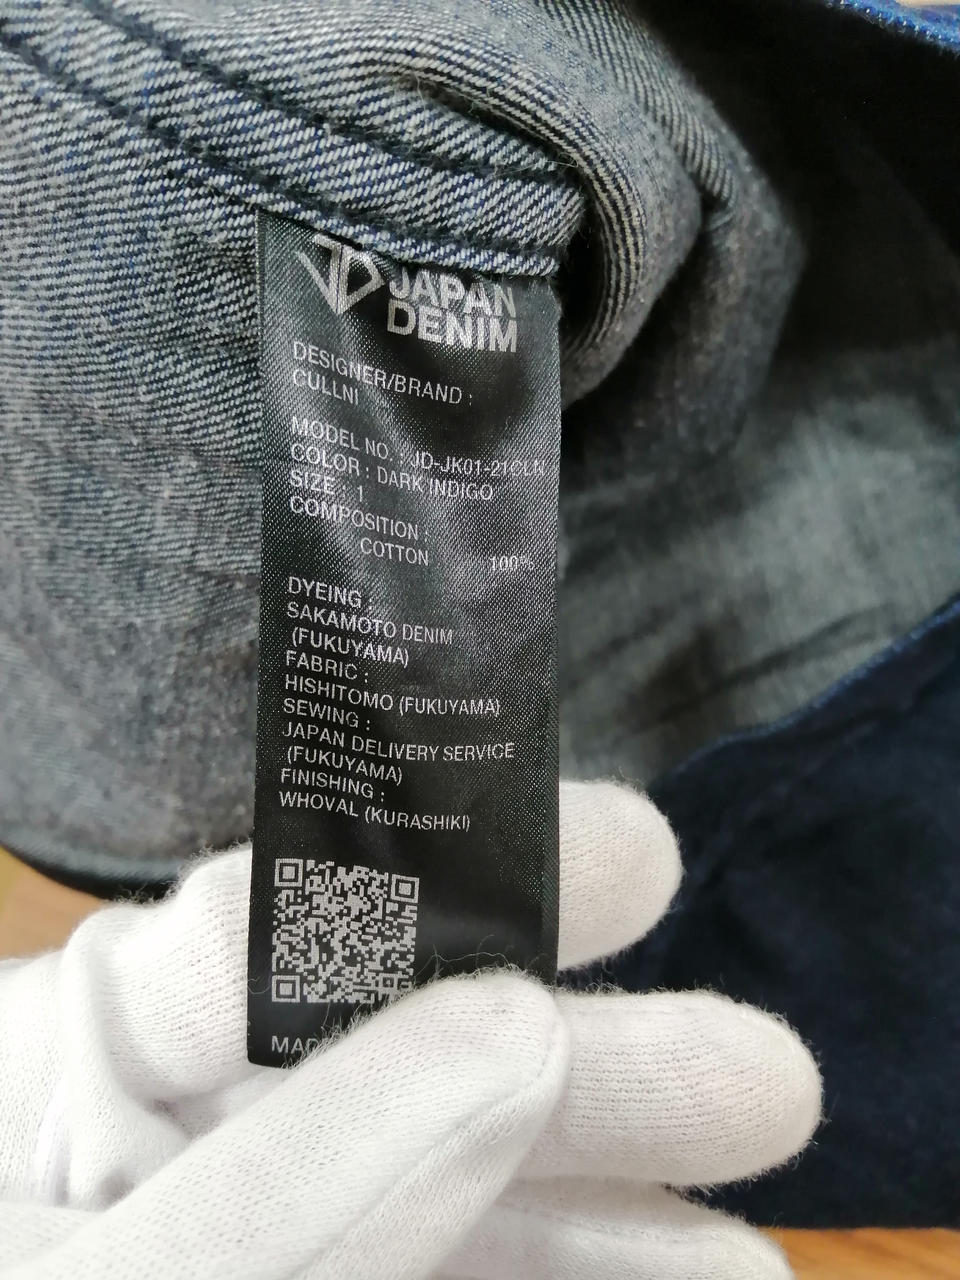 JAPAN
DENIM
DESIGNER/BRAND :
CULLNI
MODEL NO. : JD-JK01-21CLN
COLOR : DARK INDIGO
SIZE 1
COMPOSITION :
COTTON 100%
DYEING :
SAKAMOTO DENIM
(FUKUYAMA)
FABRIC :
HISHITOMO (FUKUYAMA)
SEWING :
JAPAN DELIVERY SERVICE
(FUKUYAMA)
FINISHING :
WHOVAL (KURASHIKI)